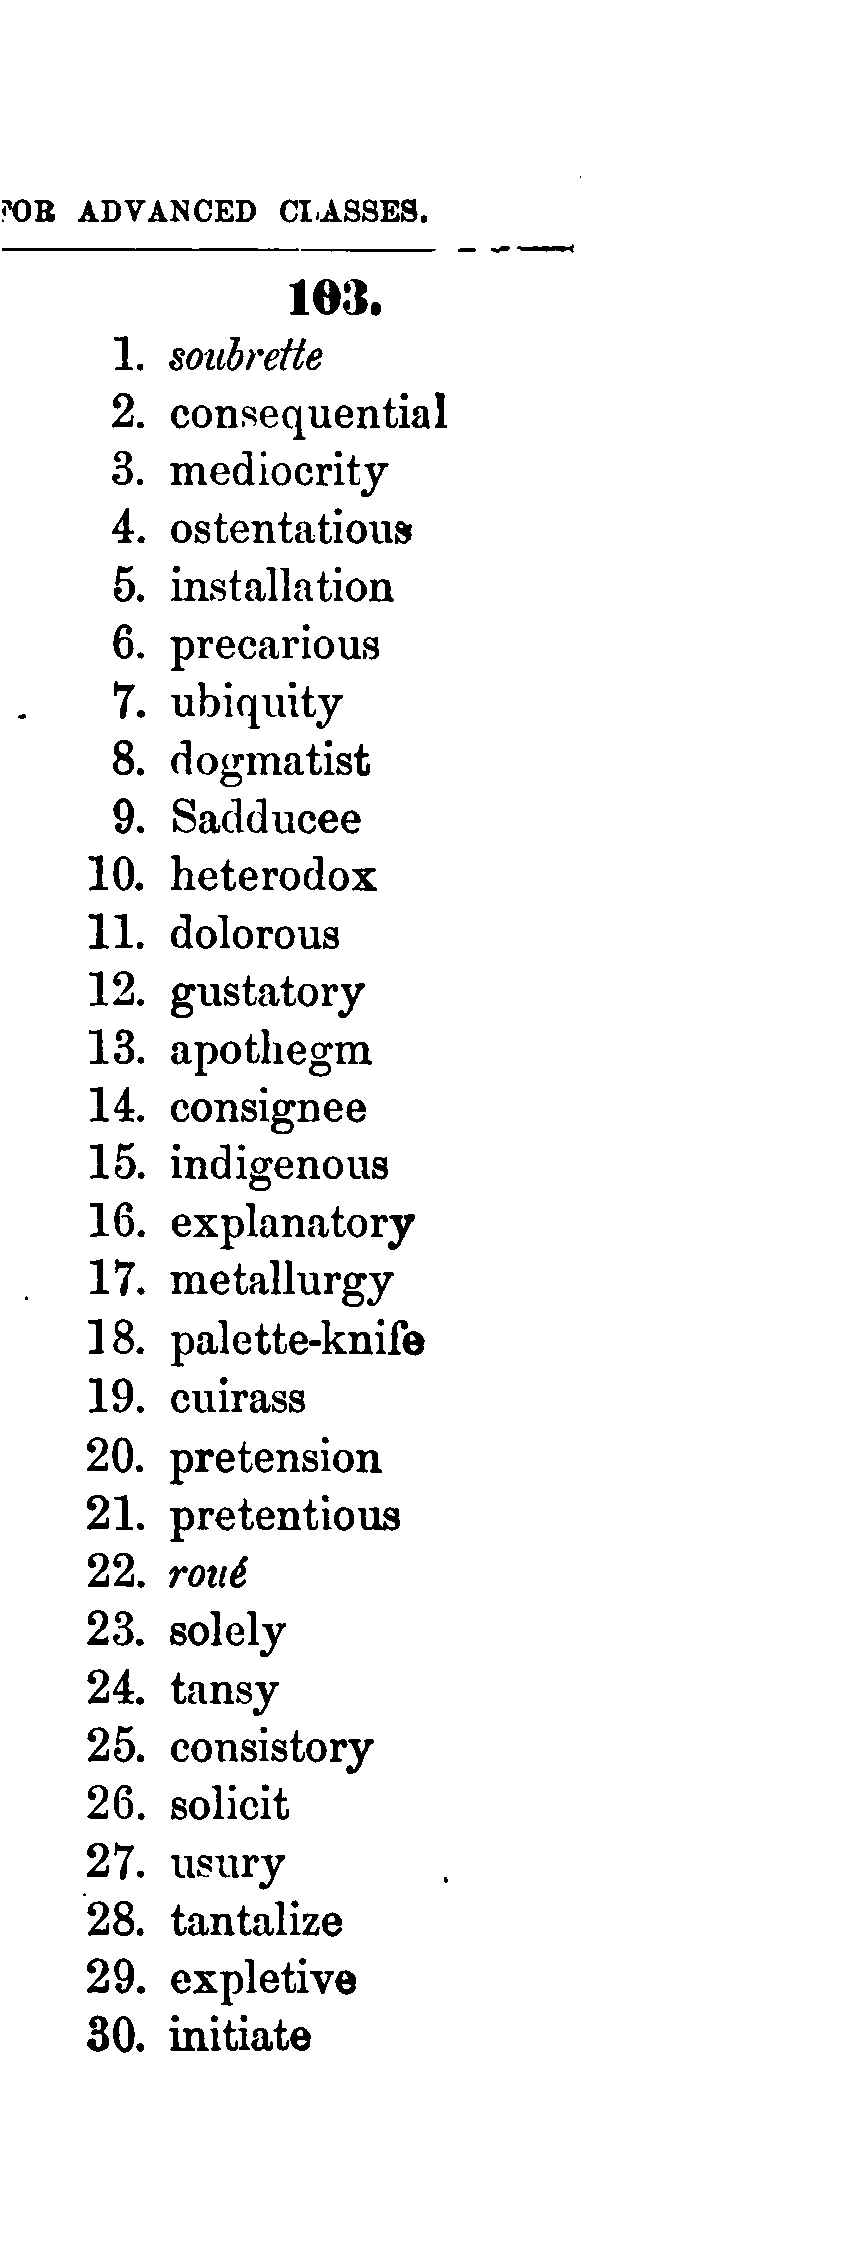 FOR ADVANCED CLASSES.
103.
1. soubrette
2. consequential
3. mediocrity
4. ostentatious
5. installation
6. precarious
7. ubiquity
8. dogmatist
9. Sadducee
10. heterodox
11. dolorous
12. gustatory
13. apothegm
14. consignee
15. indigenous
16. explanatory
17. metallurgy
18. palette-knife
19. cuirass
20. pretension
21. pretentious
22. roué
23. solely
24. tansy
25. consistory
26. solicit
27. usury
28. tantalize
29. expletive
30. initiate